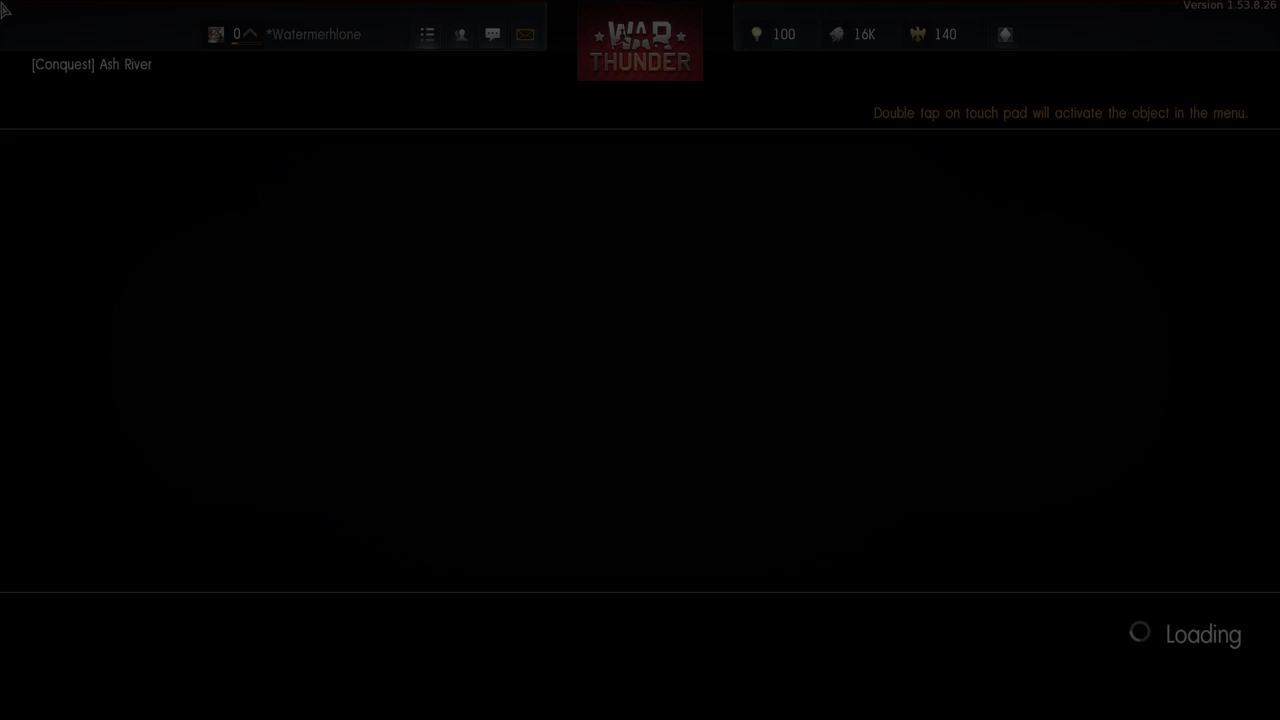 Version 1.53.8.26
0 *Watermerhlone
WAR
THUNDER
100 16K 140
[Conquest] Ash River
Double tap on touch pad will activate the object in the menu.
Loading